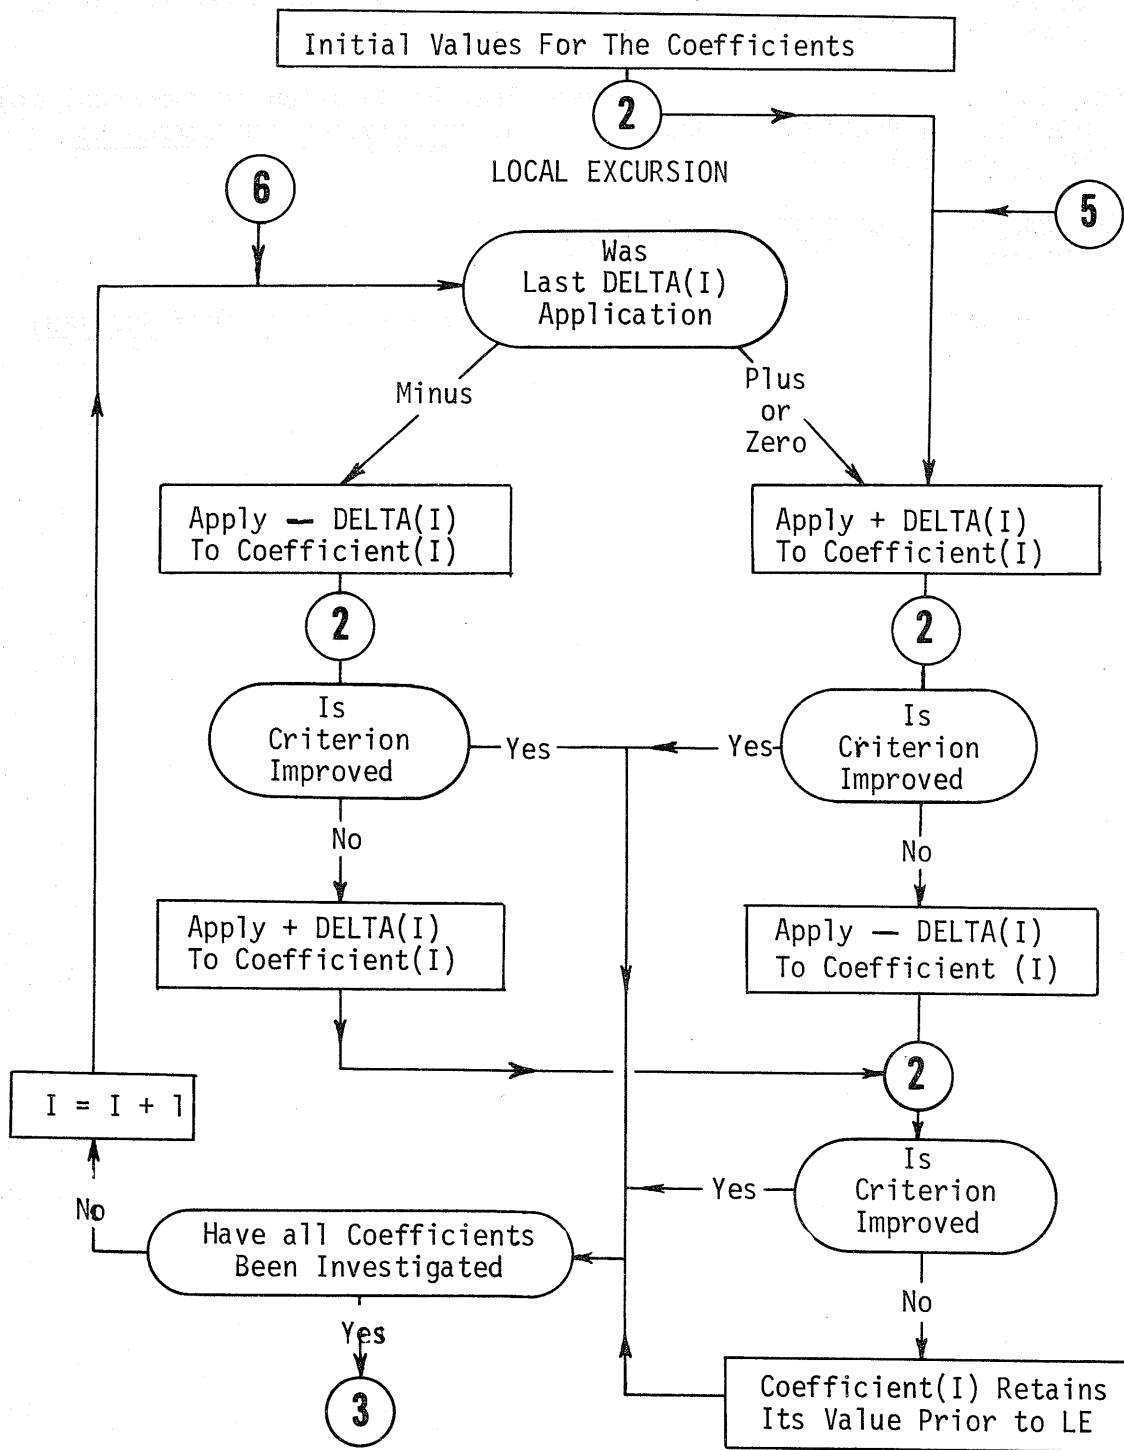 Initial Values For The Coefficients
2
LOCAL EXCURSION
6
5
Was
Last DELTA(I)
Application
Minus
Plus
or
Zero
Apply — DELTA(I)
To Coefficient(I)
Apply + DELTA(I)
To Coefficient(I)
2
2
Is
Criterion
Improved
Yes
Yes
Is
Criterion
Improved
No
No
Apply + DELTA(I)
To Coefficient(I)
Apply — DELTA(I)
To Coefficient (I)
2
I = I + 1
Is
Criterion
Improved
Yes
No
Have all Coefficients
Been Investigated
No
Yes
3
Coefficient(I) Retains
Its Value Prior to LE